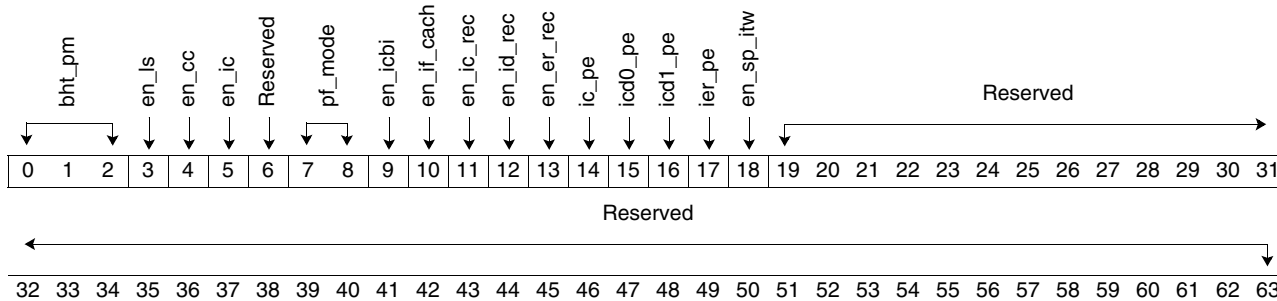 bht_pm
en_ls
en_cc
en_ic
Reserved
pf_mode
en_icbi
en_if_cach
en_ic_rec
en_id_rec
en_er_rec
ic_pe
icd0_pe
icd1_pe
ier_pe
en_sp_itw
Reserved
0 1 2 3 4 5 6 7 8 9 10 11 12 13 14 15 16 17 18 19 20 21 22 23 24 25 26 27 28 29 30 31
Reserved
32 33 34 35 36 37 38 39 40 41 42 43 44 45 46 47 48 49 50 51 52 53 54 55 56 57 58 59 60 61 62 63